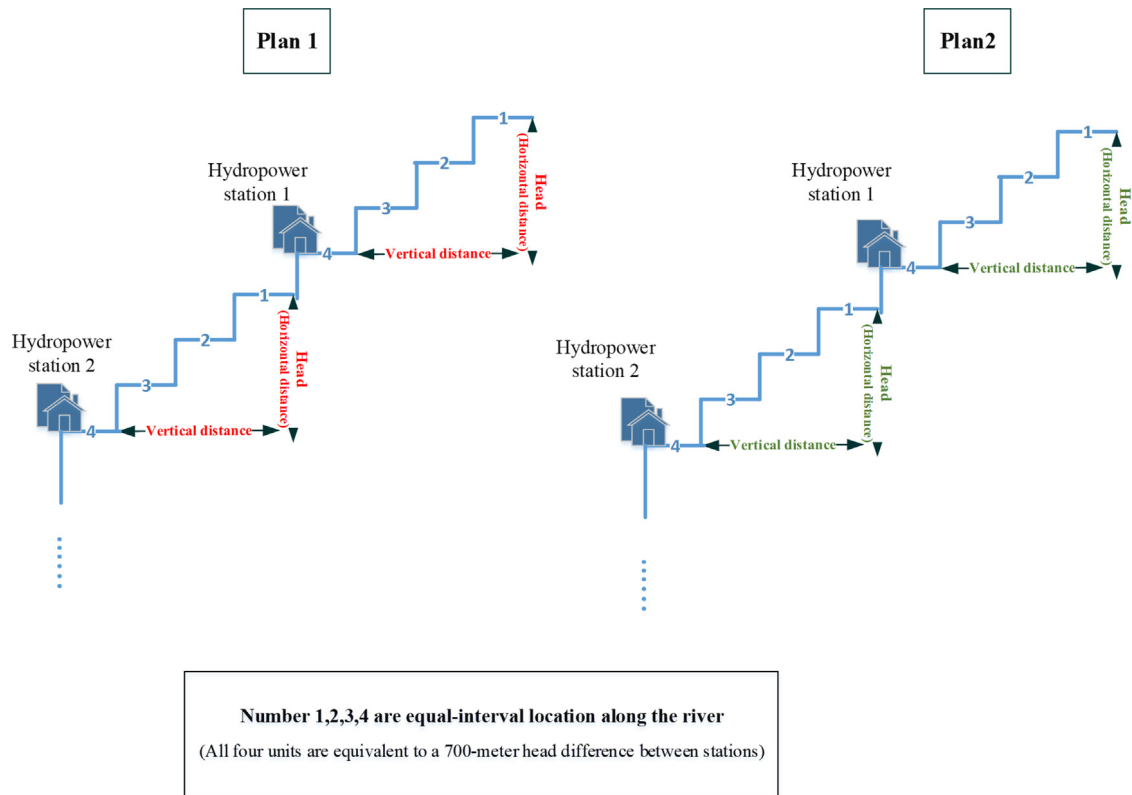 Plan 1
Plan2
1
2
3
4
Hydropower
station 1
Head
(Horizontal distance)
Vertical distance
1
2
3
4
Hydropower
station 2
Head
(Horizontal distance)
Vertical distance
1
2
3
4
Hydropower
station 1
Head
(Horizontal distance)
Vertical distance
1
2
3
4
Hydropower
station 2
Head
(Horizontal distance)
Vertical distance
Number 1,2,3,4 are equal-interval location along the river
(All four units are equivalent to a 700-meter head difference between stations)